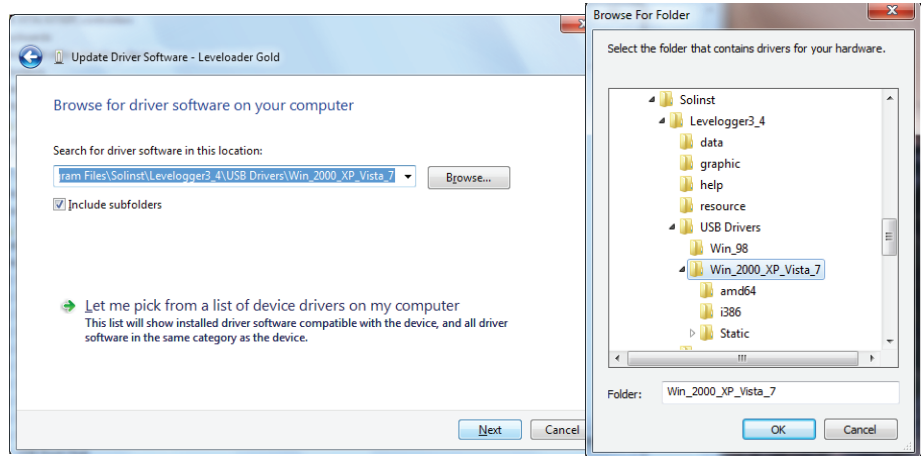 Update Driver Software - Leveloader Gold
Browse for driver software on your computer
Search for driver software in this location:
gram Files\Solinst\Levelogger3_4\USB Drivers\Win_2000_XP_Vista_7
Browse...
Include subfolders
Let me pick from a list of device drivers on my computer
This list will show installed driver software compatible with the device, and all driver
software in the same category as the device.
Next
Cancel
Browse For Folder
Select the folder that contains drivers for your hardware.
Solinst
Levelogger3_4
data
graphic
help
resource
USB Drivers
Win_98
Win_2000_XP_Vista_7
amd64
i386
Static
Folder: Win_2000_XP_Vista_7
OK
Cancel